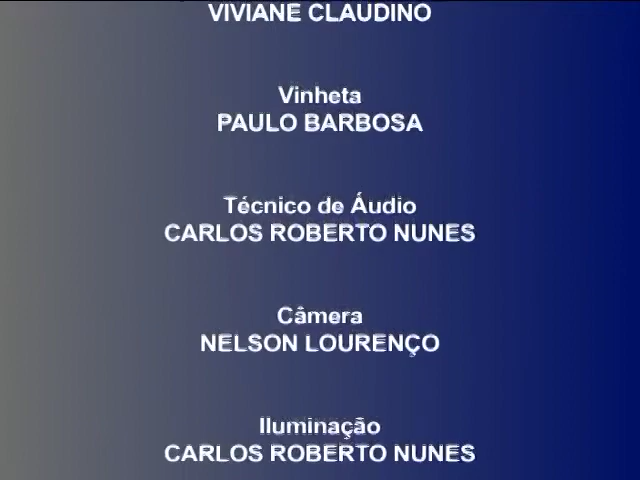 VIVIANE CLAUDINO
Vinheta
PAULO BARBOSA
Técnico de Áudio
CARLOS ROBERTO NUNES
Câmera
NELSON LOURENÇO
Iluminação
CARLOS ROBERTO NUNES